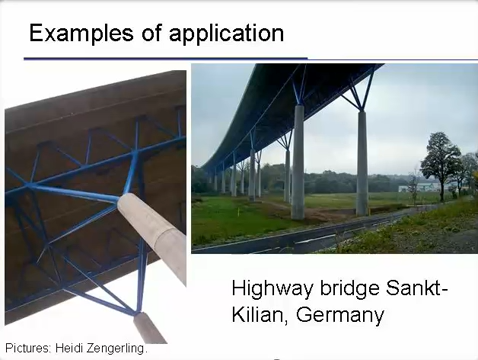 Examples of application
Highway bridge Sankt-
Kilian, Germany
Pictures: Heidi Zengerling.